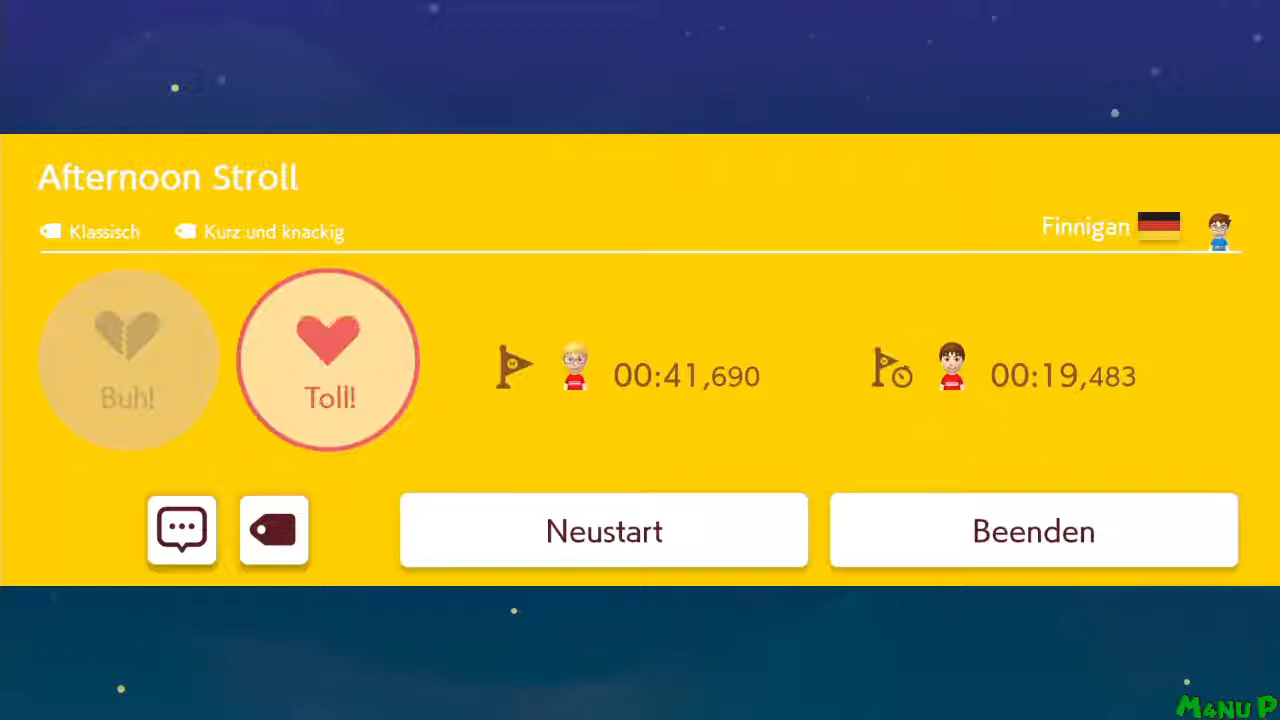 Afternoon Stroll
Klassisch Kurz und knackig
Finnigan
Buh! Toll!
00:41,690 00:19,483
Neustart Beenden
M4NU P